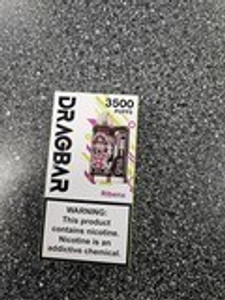 DRAGBAR
3500
PUFFS
Ribena
WARNING:
This product
contains nicotine.
Nicotine is an
addictive chemical.